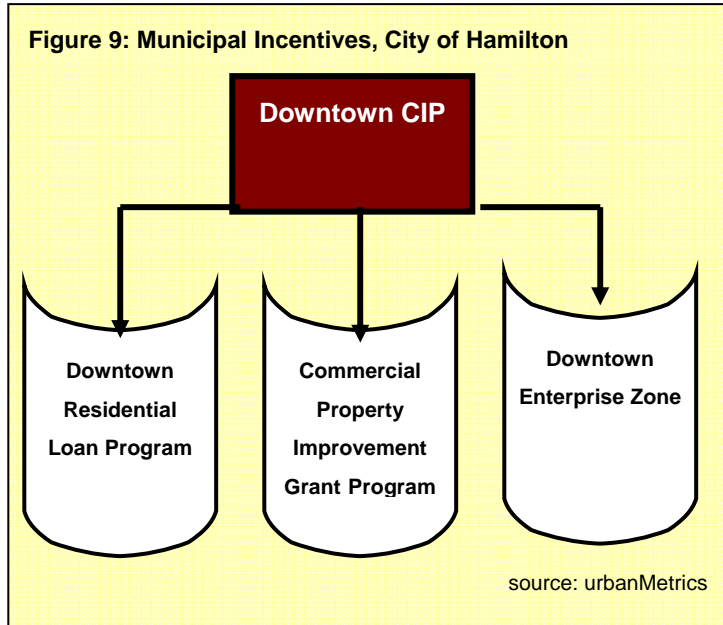 Figure 9: Municipal Incentives, City of Hamilton
Downtown CIP
Downtown
Residential
Loan Program
Commercial
Property
Improvement
Grant Program
Downtown
Enterprise Zone
source: urbanMetrics